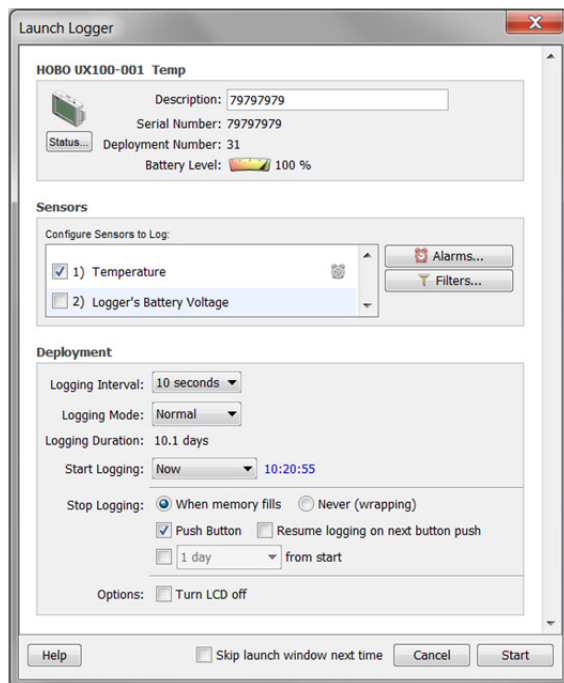 Launch Logger
HOBO UX100-001 Temp
Description: 79797979
Serial Number: 79797979
Status... Deployment Number: 31
Battery Level: 100 %
Sensors
Configure Sensors to Log:
1) Temperature
Alarms...
2) Logger's Battery Voltage
Filters...
Deployment
Logging Interval: 10 seconds
Logging Mode: Normal
Logging Duration: 10.1 days
Start Logging: Now 10:20:55
Stop Logging: When memory fills Never (wrapping)
Push Button Resume logging on next button push
1 day from start
Options: Turn LCD off
Help Skip launch window next time Cancel Start